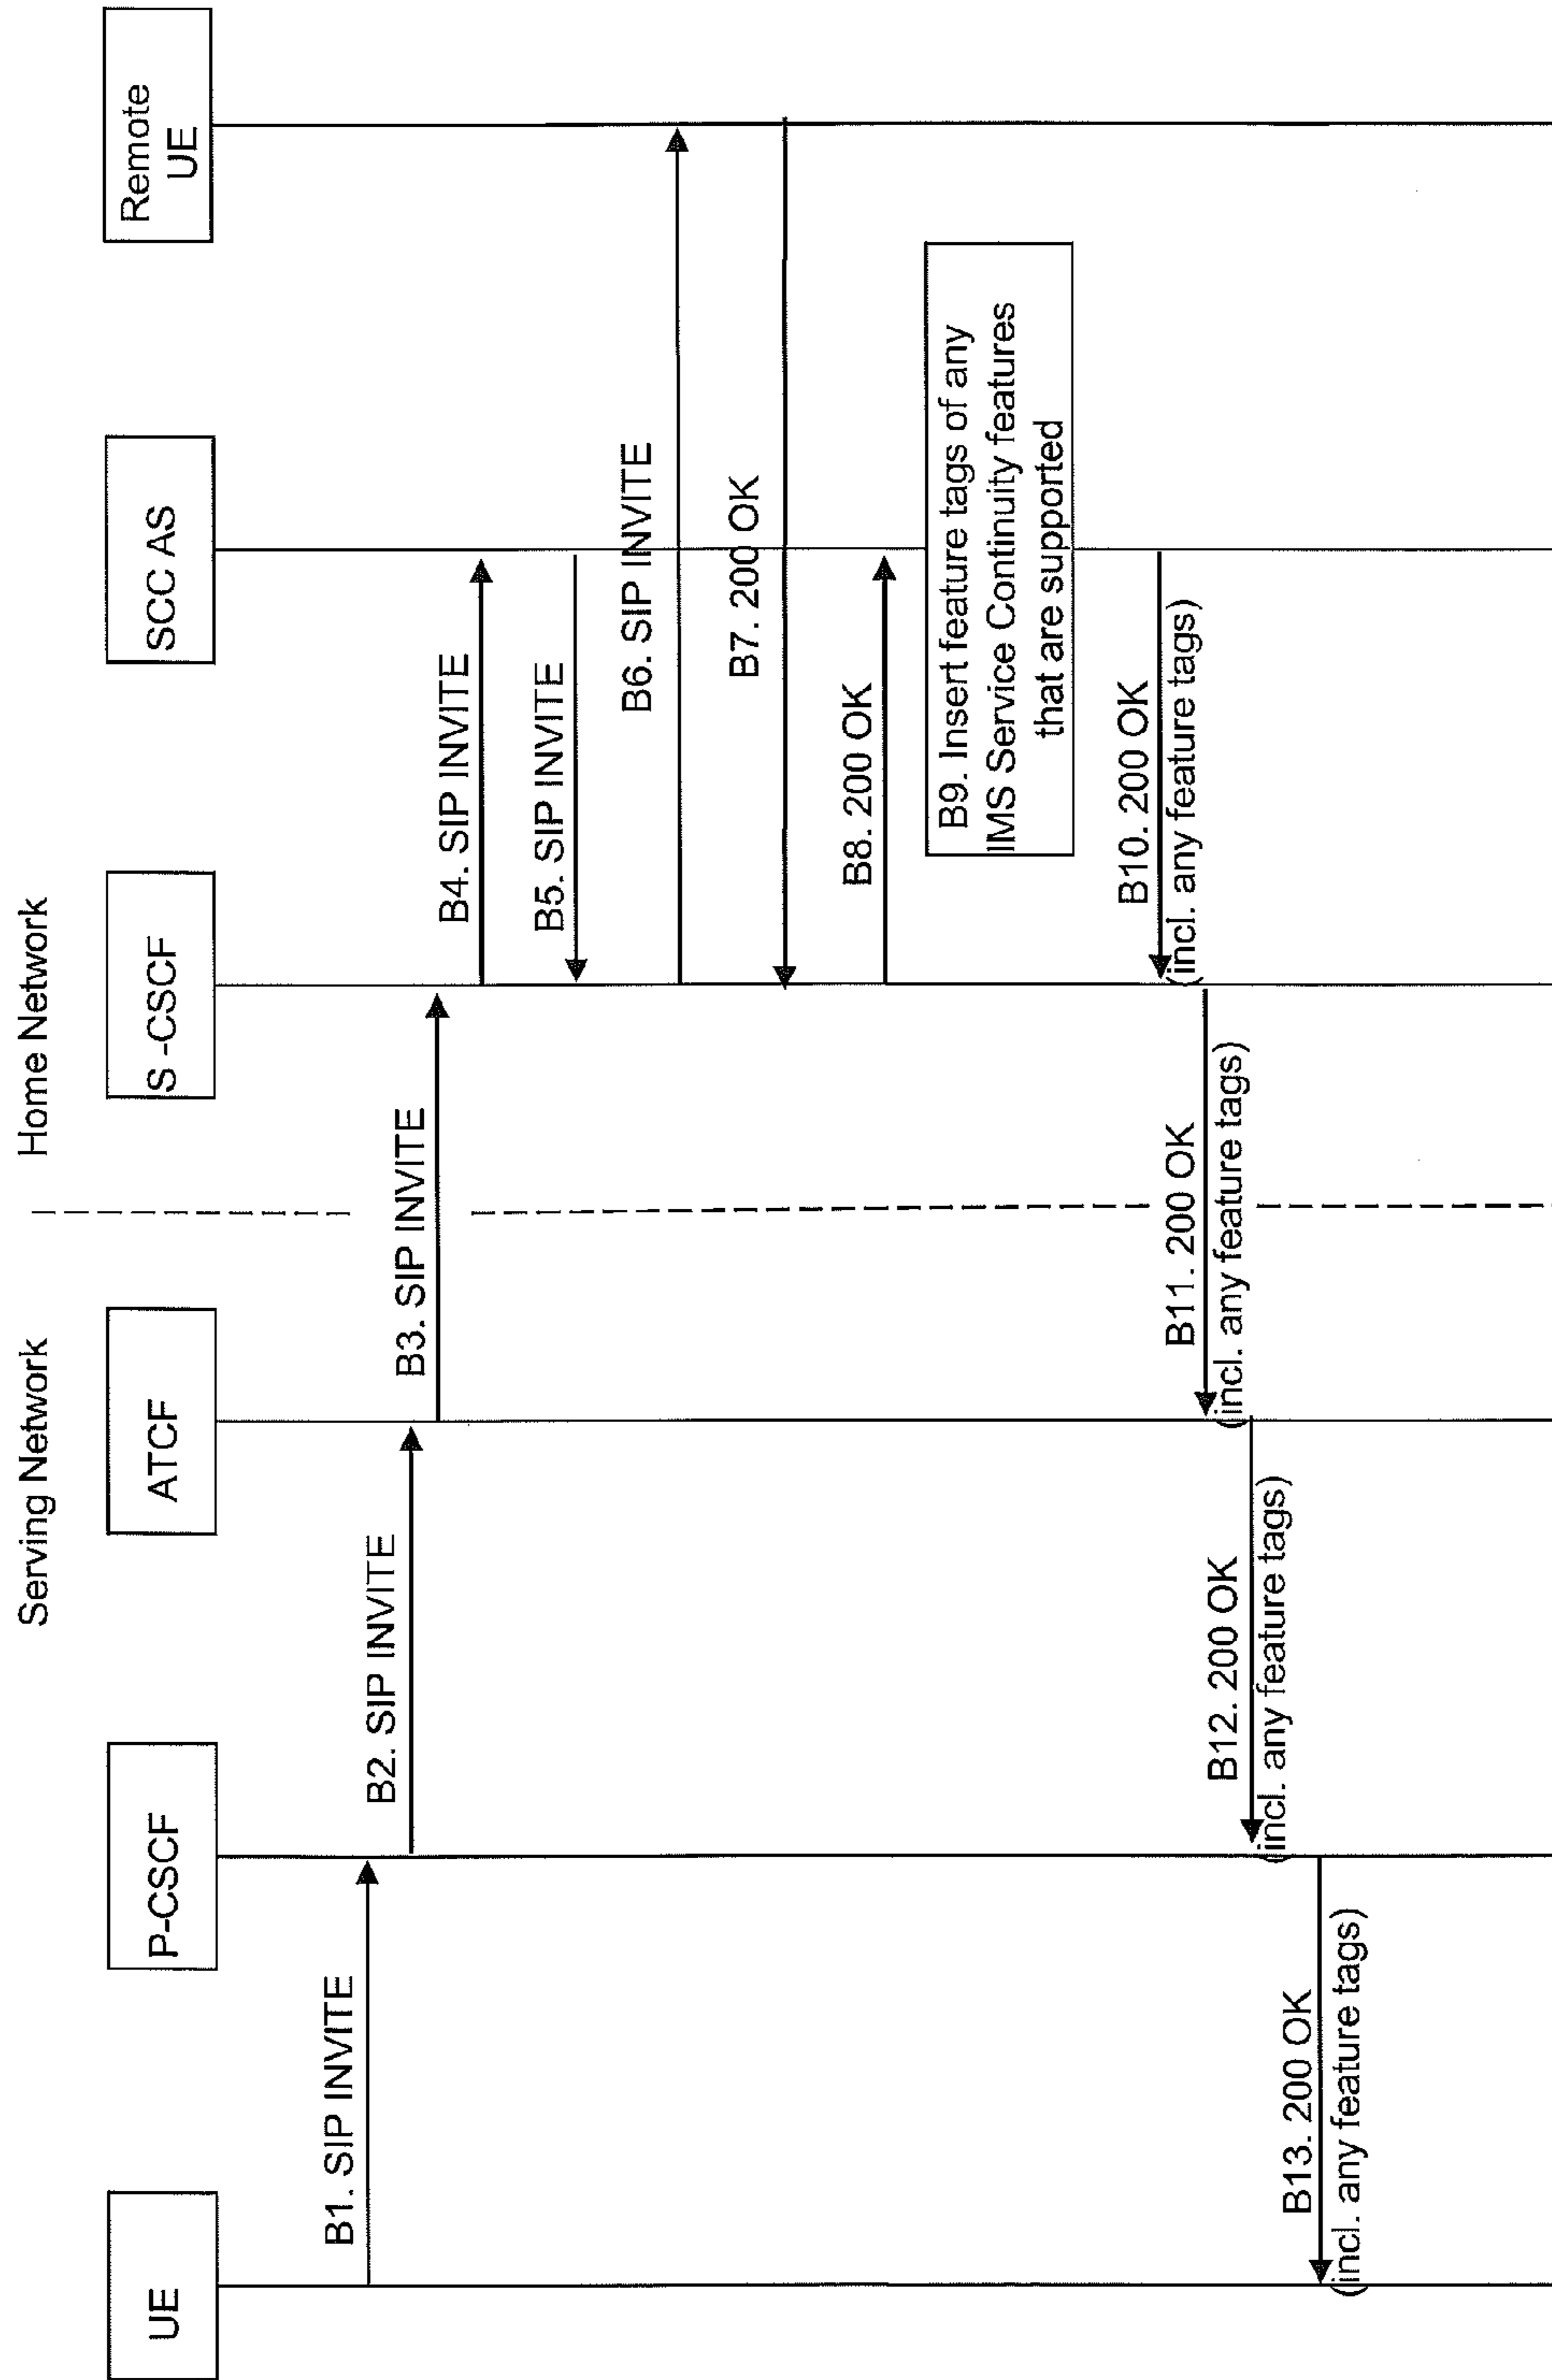 Serving Network
Home Network
UE
P-CSCF
ATCF
S -CSCF
SCC AS
Remote
UE
B1. SIP INVITE
B2. SIP INVITE
B3. SIP INVITE
B4. SIP INVITE
B5. SIP INVITE
B6. SIP INVITE
B7. 200 OK
B8. 200 OK
B9. Insert feature tags of any
IMS Service Continuity features
that are supported
B10. 200 OK
(incl. any feature tags)
B11. 200 OK
(incl. any feature tags)
B12. 200 OK
(incl. any feature tags)
B13. 200 OK
(incl. any feature tags)